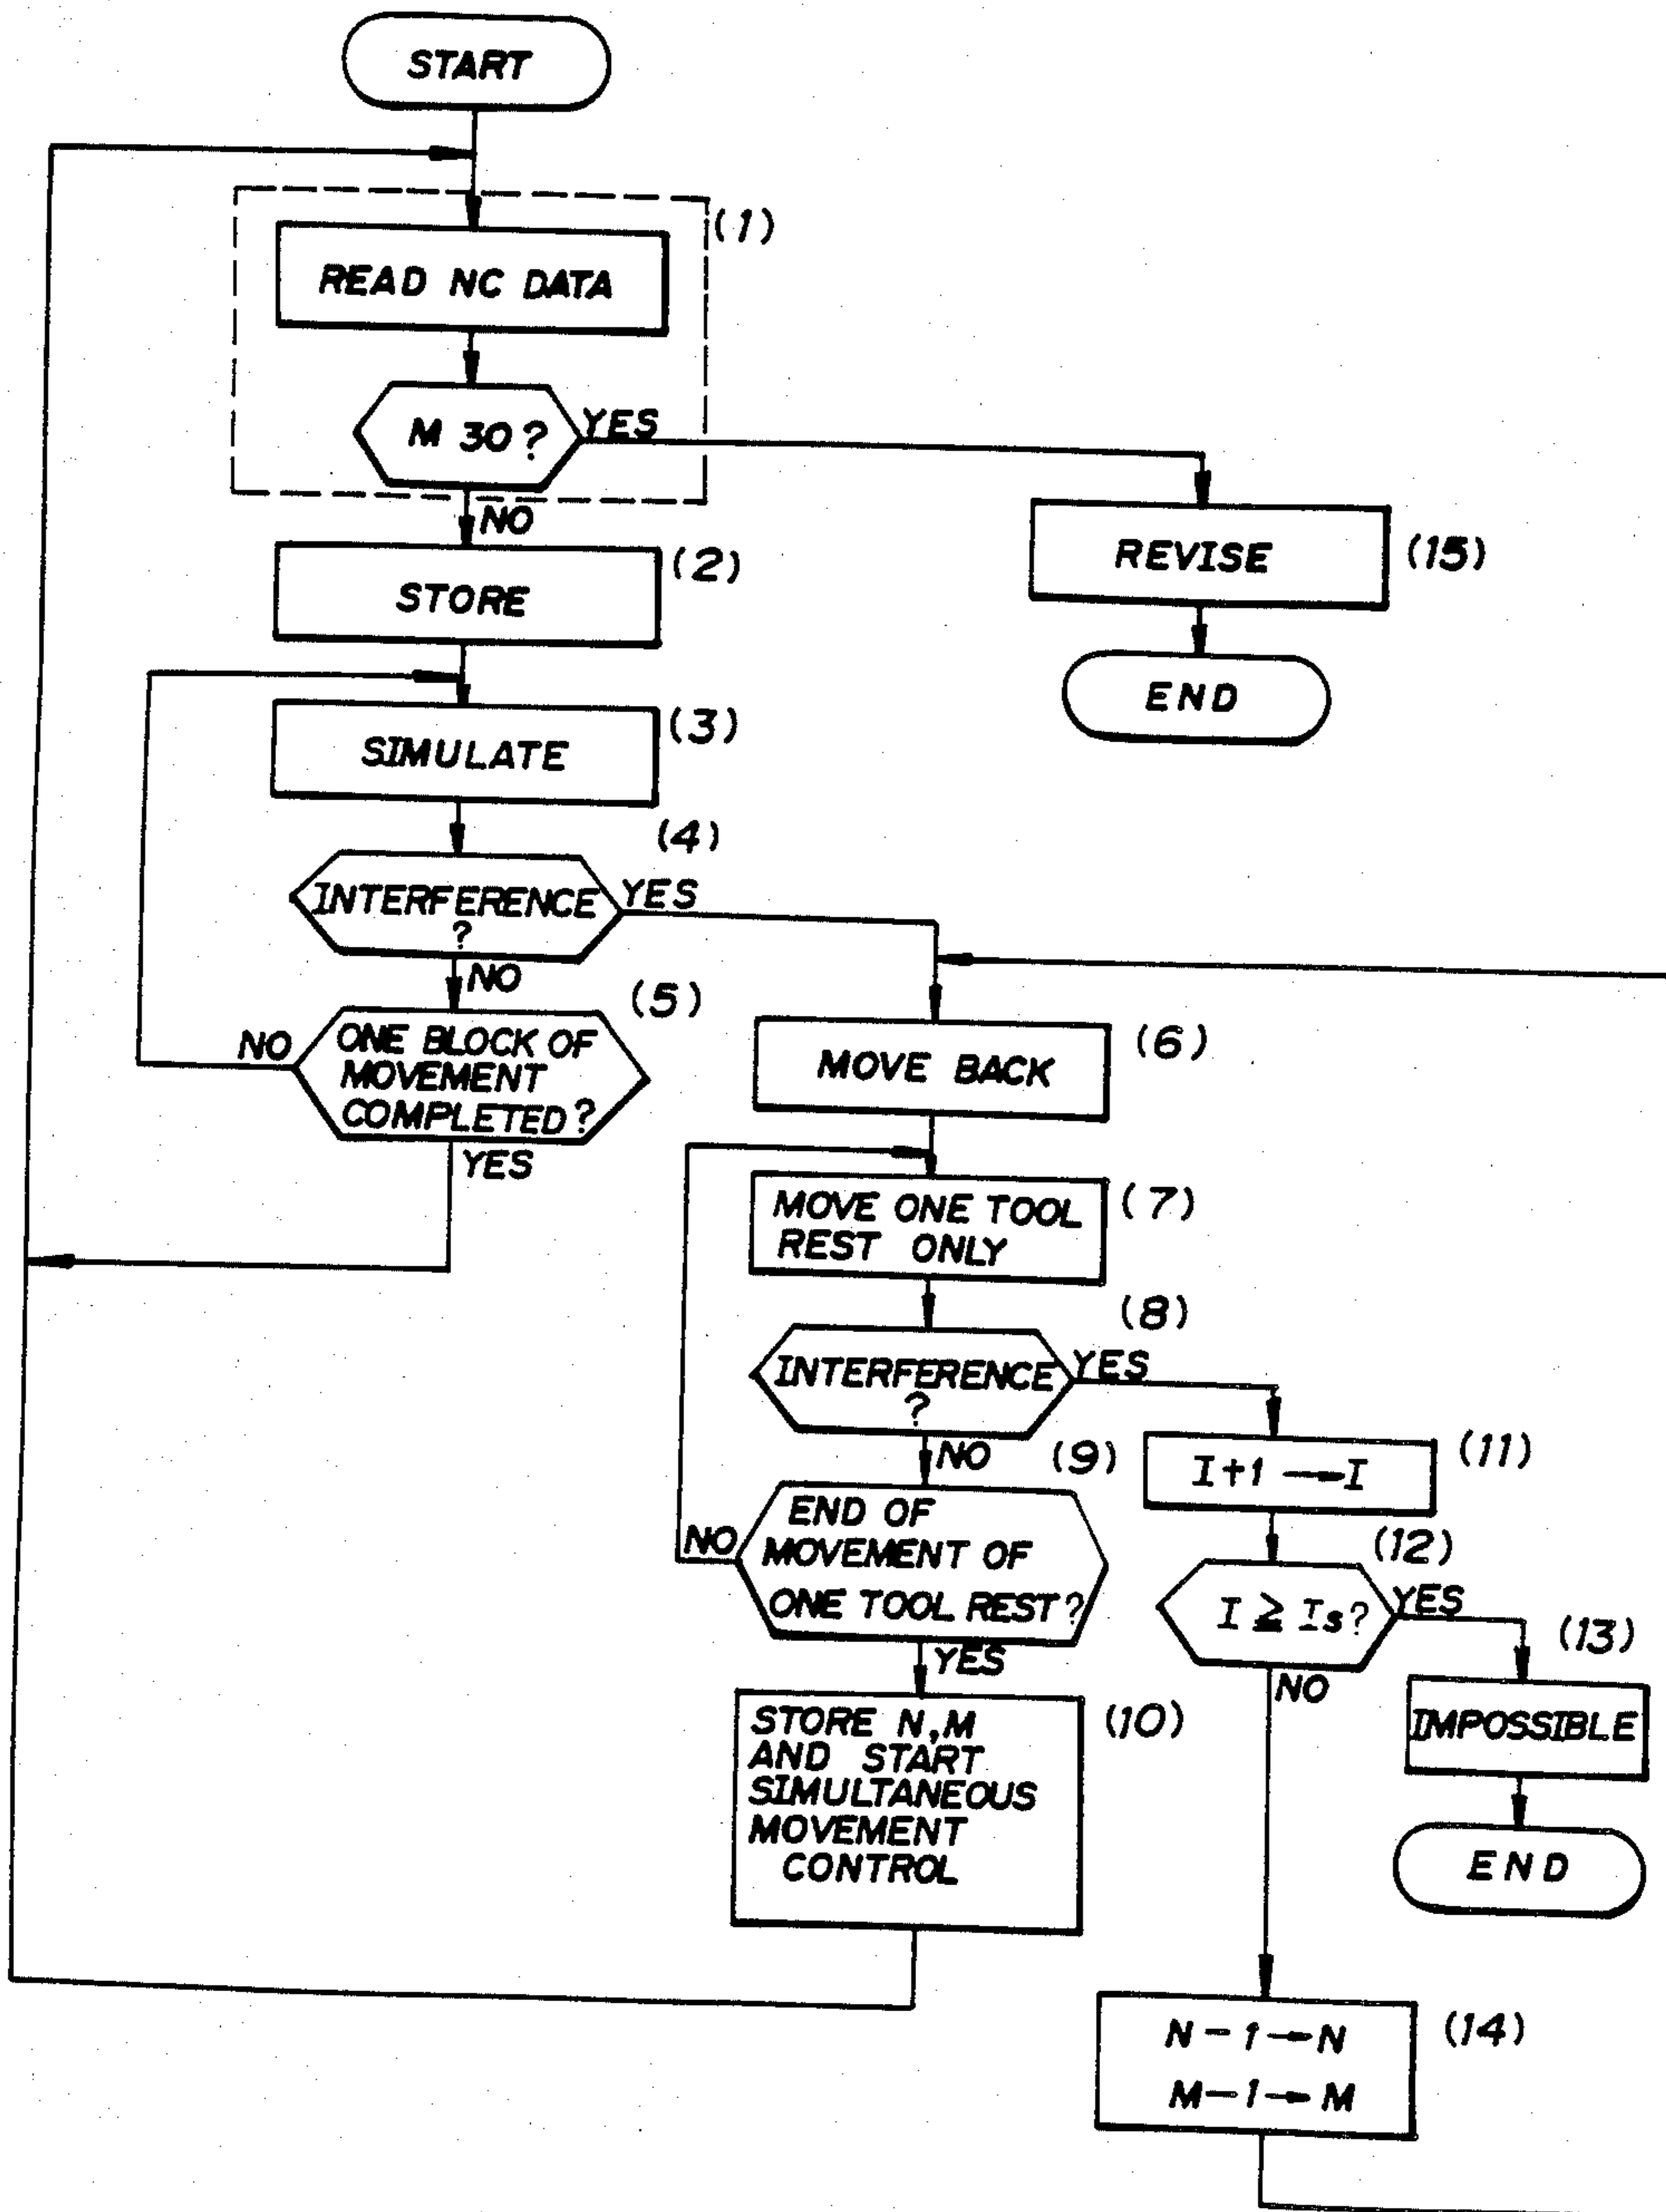 START
(1)
READ NC DATA
M 30?
YES
NO
(2)
STORE
REVISE
(15)
END
(3)
SIMULATE
(4)
INTERFERENCE
?
YES
NO
(5)
ONE BLOCK OF
MOVEMENT
COMPLETED?
NO
YES
MOVE BACK
(6)
MOVE ONE TOOL
REST ONLY
(7)
(8)
INTERFERENCE
?
YES
NO
(9)
END OF
MOVEMENT OF
ONE TOOL REST?
NO
YES
STORE N,M
AND START
SIMULTANEOUS
MOVEMENT
CONTROL
(10)
I+1→I
(11)
(12)
I ≧ Is?
YES
NO
(13)
IMPOSSIBLE
END
N-1→N
M-1→M
(14)